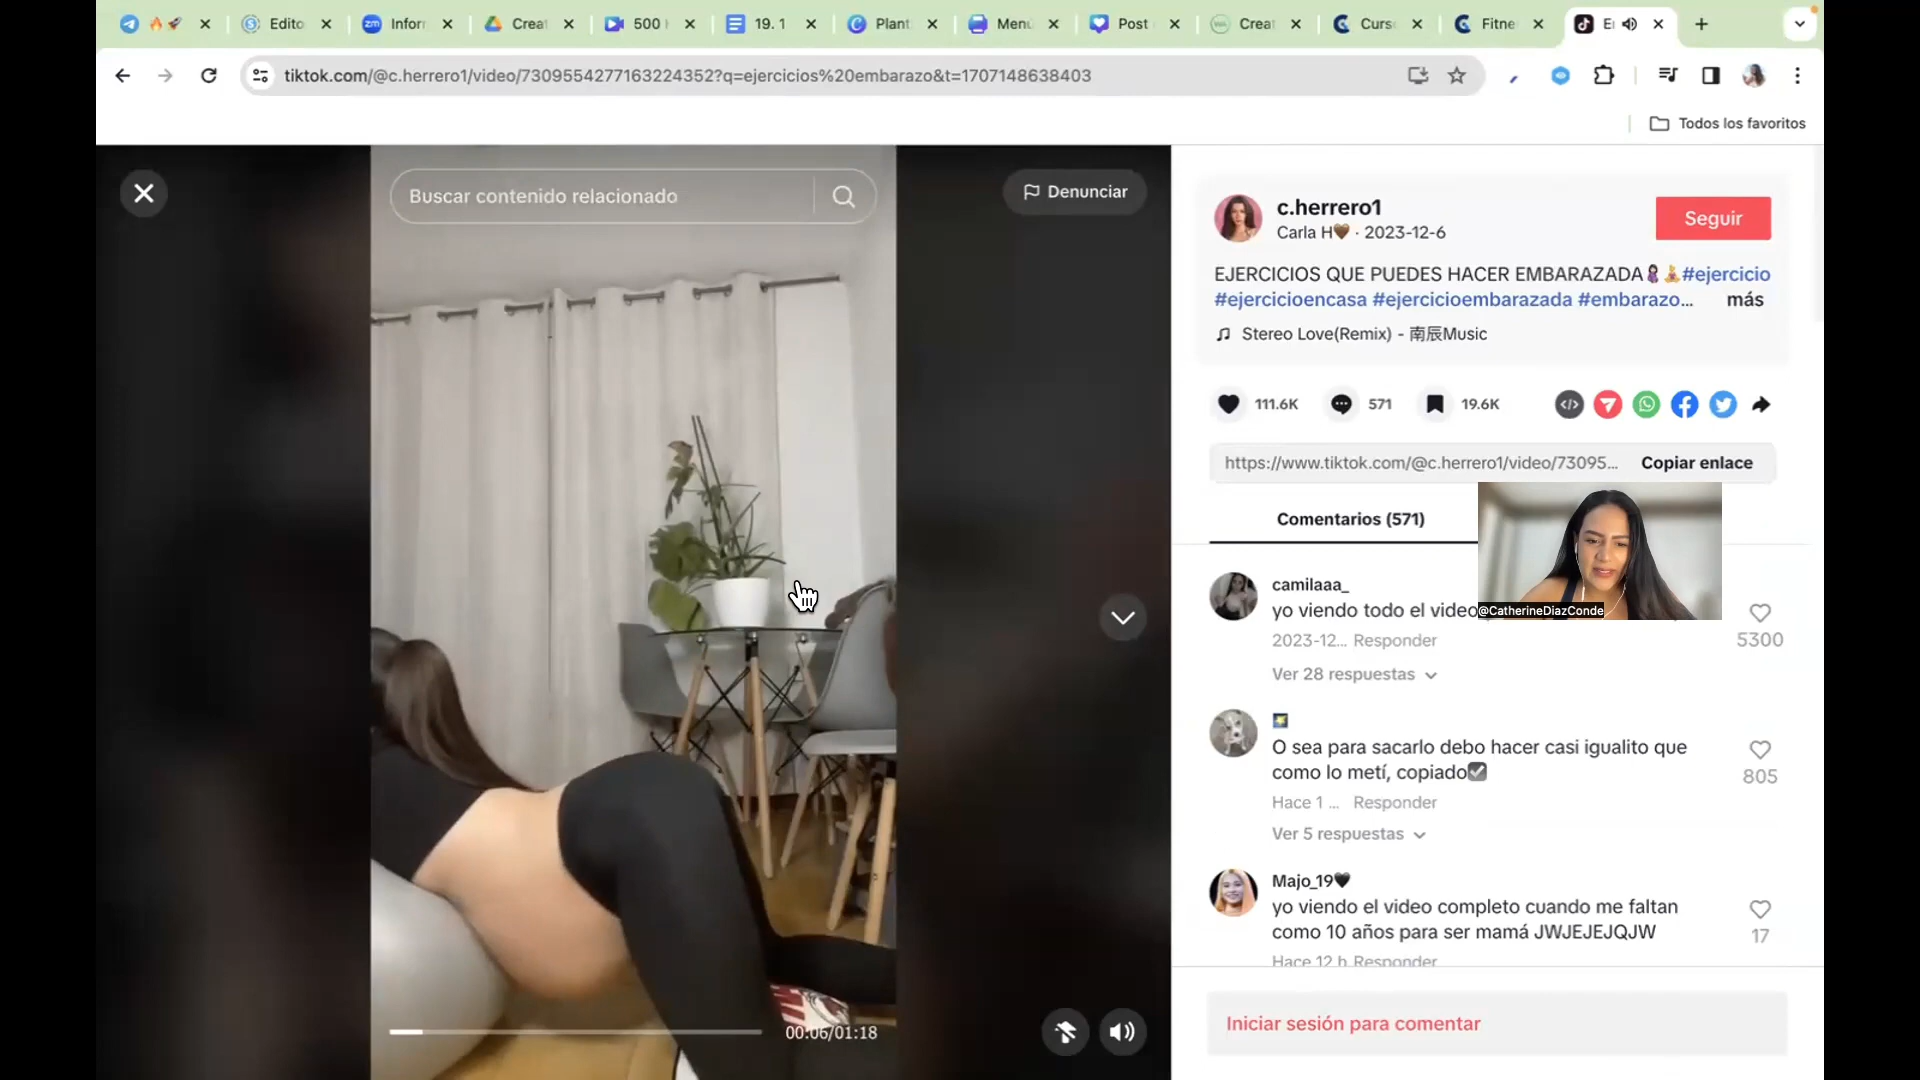 Edito
Infor
Creat
500
19. 1
Plant
Menú
Post
Creat
Curs
Fitne
tiktok.com/@c.herrero1/video/7309554277163224352?q=ejercicios%20embarazo&t=1707148638403
Todos los favoritos
Buscar contenido relacionado
Denunciar
00:06/01:18
c.herrero1
Carla H🤎 · 2023-12-6
Seguir
EJERCICIOS QUE PUEDES HACER EMBARAZADA🤰🧘#ejercicio
#ejercicioencasa #ejercicioembarazada #embarazo... más
Stereo Love(Remix) - 南辰Music
111.6K 571 19.6K
https://www.tiktok.com/@c.herrero1/video/73095... Copiar enlace
Comentarios (571)
@CatherineDiazConde
camilaaa_
yo viendo todo el video
5300
2023-12... Responder
Ver 28 respuestas
O sea para sacarlo debo hacer casi igualito que
como lo metí, copiado☑️
805
Hace 1 ... Responder
Ver 5 respuestas
Majo_19🖤
yo viendo el video completo cuando me faltan
como 10 años para ser mamá JWJEJEJQJW
17
Hace 12 h Responder
Iniciar sesión para comentar